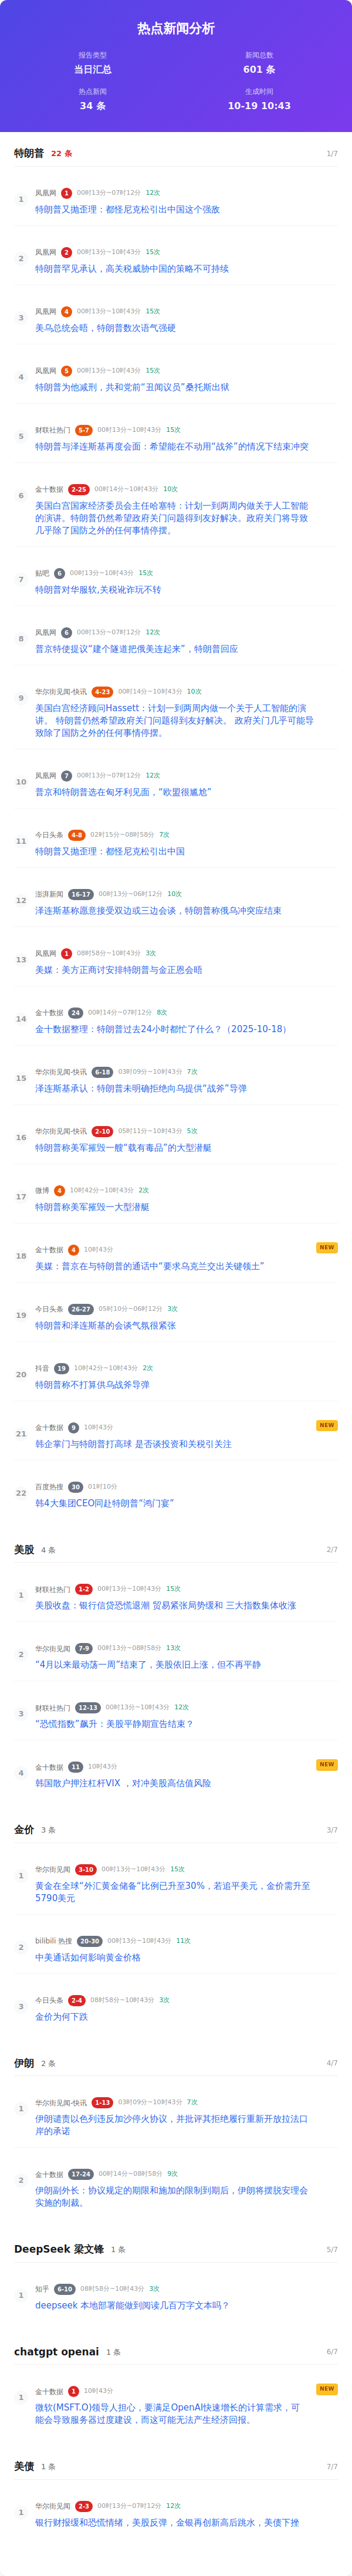 热点新闻分析
报告类型 新闻总数
当日汇总 601 条
热点新闻 生成时间
34 条 10-19 10:43
特朗普 22 条 1/7
1 凤凰网 1 00时13分~07时12分 12次
特朗普又抛歪理：都怪尼克松引出中国这个强敌
2 凤凰网 2 00时13分~10时43分 15次
特朗普罕见承认，高关税威胁中国的策略不可持续
3 凤凰网 4 00时13分~10时43分 15次
美乌总统会晤，特朗普数次语气强硬
4 凤凰网 5 00时13分~10时43分 15次
特朗普为他减刑，共和党前“丑闻议员”桑托斯出狱
5 财联社热门 5-7 00时13分~10时43分 15次
特朗普与泽连斯基再度会面：希望能在不动用“战斧”的情况下结束冲突
6 金十数据 2-25 00时14分~10时43分 10次
美国白宫国家经济委员会主任哈塞特：计划一到两周内做关于人工智能
的演讲。特朗普仍然希望政府关门问题得到友好解决。政府关门将导致
几乎除了国防之外的任何事情停摆。
7 贴吧 6 00时13分~10时43分 15次
特朗普对华服软,关税讹诈玩不转
8 凤凰网 6 00时13分~07时12分 12次
普京特使提议“建个隧道把俄美连起来”，特朗普回应
9 华尔街见闻-快讯 4-23 00时14分~10时43分 10次
美国白宫经济顾问Hassett：计划一到两周内做一个关于人工智能的演
讲。 特朗普仍然希望政府关门问题得到友好解决。 政府关门几乎可能导
致除了国防之外的任何事情停摆。
10 凤凰网 7 00时13分~07时12分 12次
普京和特朗普选在匈牙利见面，“欧盟很尴尬”
11 今日头条 4-8 02时15分~08时58分 7次
特朗普又抛歪理：都怪尼克松引出中国
12 澎湃新闻 16-17 00时13分~06时12分 10次
泽连斯基称愿意接受双边或三边会谈，特朗普称俄乌冲突应结束
13 凤凰网 1 08时58分~10时43分 3次
美媒：美方正商讨安排特朗普与金正恩会晤
14 金十数据 24 00时14分~07时12分 8次
金十数据整理：特朗普过去24小时都忙了什么？（2025-10-18）
15 华尔街见闻-快讯 6-18 03时09分~10时43分 7次
泽连斯基承认：特朗普未明确拒绝向乌提供“战斧”导弹
16 华尔街见闻-快讯 2-10 05时11分~10时43分 5次
特朗普称美军摧毁一艘“载有毒品”的大型潜艇
17 微博 4 10时42分~10时43分 2次
特朗普称美军摧毁一大型潜艇
18 金十数据 4 10时43分 NEW
美媒：普京在与特朗普的通话中“要求乌克兰交出关键领土”
19 今日头条 26-27 05时10分~06时12分 3次
特朗普和泽连斯基的会谈气氛很紧张
20 抖音 19 10时42分~10时43分 2次
特朗普称不打算供乌战斧导弹
21 金十数据 9 10时43分 NEW
韩企掌门与特朗普打高球 是否谈投资和关税引关注
22 百度热搜 30 01时10分
韩4大集团CEO同赴特朗普“鸿门宴”
美股 4 条 2/7
1 财联社热门 1-2 00时13分~10时43分 15次
美股收盘：银行信贷恐慌退潮 贸易紧张局势缓和 三大指数集体收涨
2 华尔街见闻 7-9 00时13分~08时58分 13次
“4月以来最动荡一周”结束了，美股依旧上涨，但不再平静
3 财联社热门 12-13 00时13分~10时43分 12次
“恐慌指数”飙升：美股平静期宣告结束？
4 金十数据 11 10时43分 NEW
韩国散户押注杠杆VIX ，对冲美股高估值风险
金价 3 条 3/7
1 华尔街见闻 3-10 00时13分~10时43分 15次
黄金在全球“外汇黄金储备”比例已升至30%，若追平美元，金价需升至
5790美元
2 bilibili 热搜 20-30 00时13分~10时43分 11次
中美通话如何影响黄金价格
3 今日头条 2-4 08时58分~10时43分 3次
金价为何下跌
伊朗 2 条 4/7
1 华尔街见闻-快讯 1-13 03时09分~10时43分 7次
伊朗谴责以色列违反加沙停火协议，并批评其拒绝履行重新开放拉法口
岸的承诺
2 金十数据 17-24 00时14分~08时58分 9次
伊朗副外长：协议规定的期限和施加的限制到期后，伊朗将摆脱安理会
实施的制裁。
DeepSeek 梁文锋 1 条 5/7
1 知乎 6-10 08时58分~10时43分 3次
deepseek 本地部署能做到阅读几百万字文本吗？
chatgpt openai 1 条 6/7
1 金十数据 1 10时43分 NEW
微软(MSFT.O)领导人担心，要满足OpenAI快速增长的计算需求，可
能会导致服务器过度建设，而这可能无法产生经济回报。
美债 1 条 7/7
1 华尔街见闻 2-3 00时13分~07时12分 12次
银行财报缓和恐慌情绪，美股反弹，金银再创新高后跳水，美债下挫